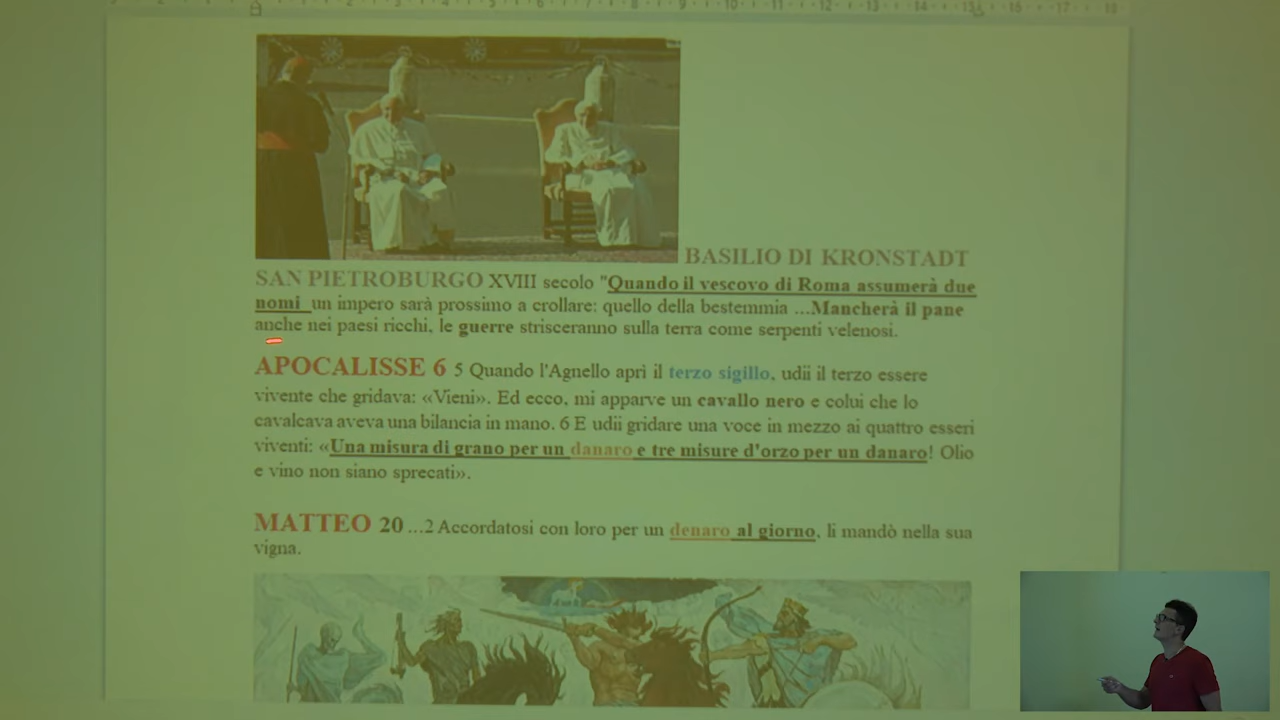 BASILIO DI KRONSTADT
SAN PIETROBURGO XVIII secolo "Quando il vescovo di Roma assumerà due
nomi un impero sarà prossimo a crollare: quello della bestemmia ...Mancherà il pane
anche nei paesi ricchi, le guerre strisceranno sulla terra come serpenti velenosi.
APOCALISSE 6 5 Quando l'Agnello aprì il terzo sigillo, udii il terzo essere
vivente che gridava: «Vieni». Ed ecco, mi apparve un cavallo nero e colui che lo
cavalcava aveva una bilancia in mano. 6 E udii gridare una voce in mezzo ai quattro esseri
viventi: «Una misura di grano per un danaro e tre misure d'orzo per un danaro! Olio
e vino non siano sprecati».
MATTEO 20 ...2 Accordatosi con loro per un denaro al giorno, li mandò nella sua
vigna.